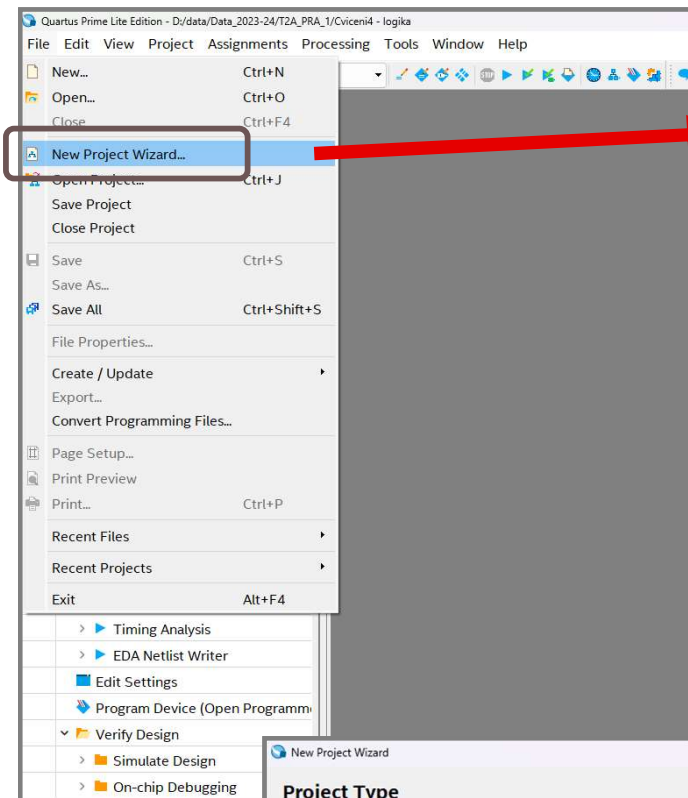 Quartus Prime Lite Edition - D:/data/Data_2023-24/T2A_PRA_1/Cviceni4 - logika
File Edit View Project Assignments Processing Tools Window Help
New... Ctrl+N
Open... Ctrl+O
Close Ctrl+F4
New Project Wizard...
Open Project... Ctrl+J
Save Project
Close Project
Save Ctrl+S
Save As...
Save All Ctrl+Shift+S
File Properties...
Create / Update
Export...
Convert Programming Files...
Page Setup...
Print Preview
Print... Ctrl+P
Recent Files
Recent Projects
Exit Alt+F4
Timing Analysis
EDA Netlist Writer
Edit Settings
Program Device (Open Programm
Verify Design
Simulate Design
On-chip Debugging
New Project Wizard
Project Type